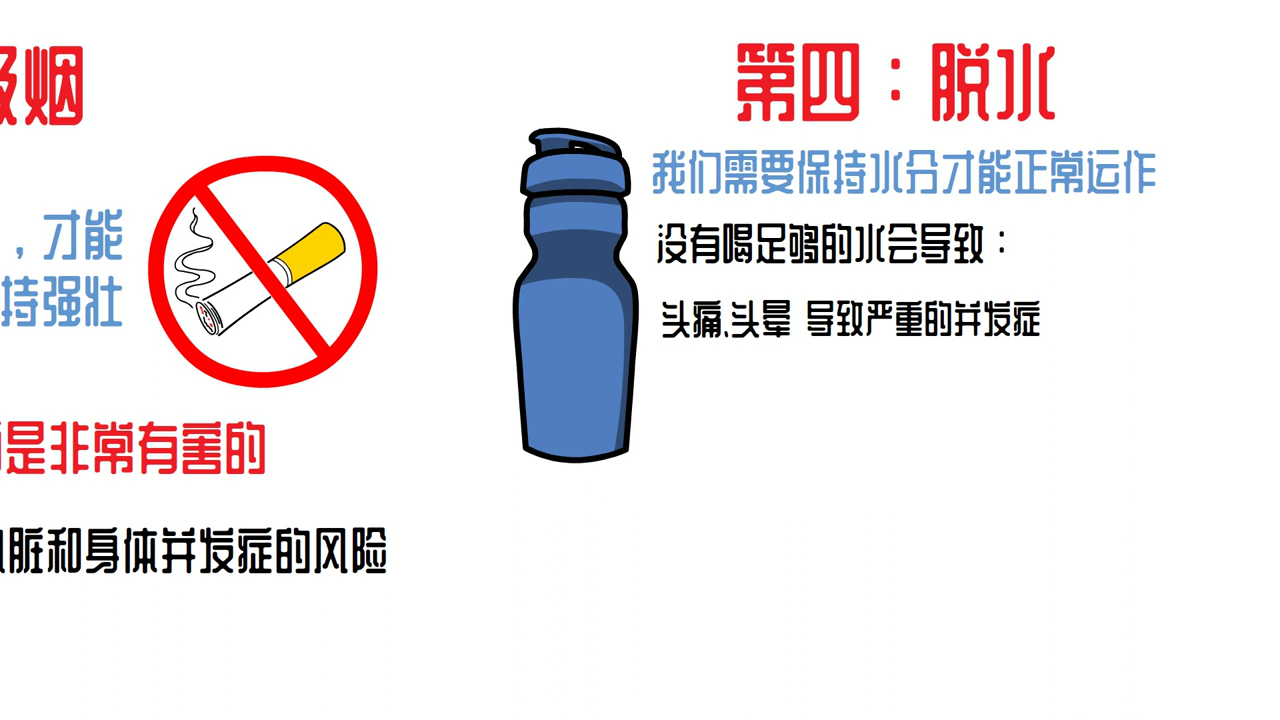 吸烟
，才能
持强壮
是非常有害的
脏和身体并发症的风险
第四：脱水
我们需要保持水分才能正常运作
没有喝足够的水会导致：
头痛、头晕 导致严重的并发症